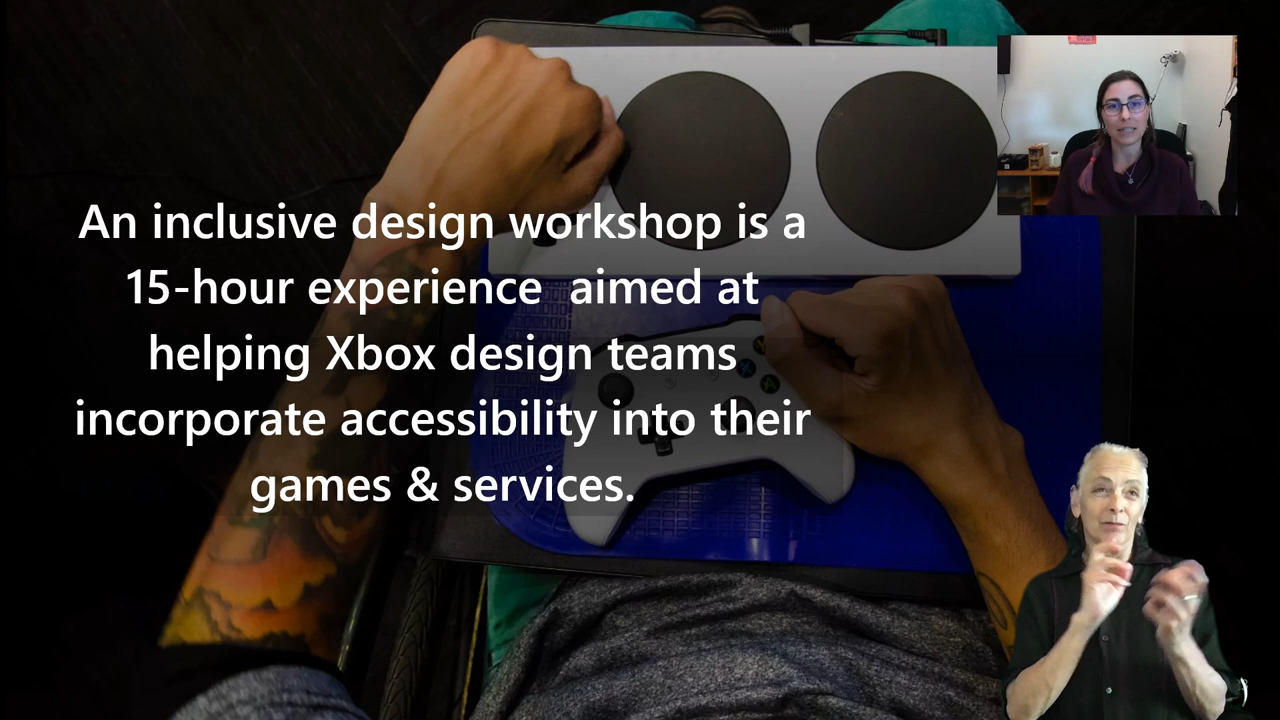 An inclusive design workshop is a
15-hour experience  aimed at
helping Xbox design teams
incorporate accessibility into their
games & services.